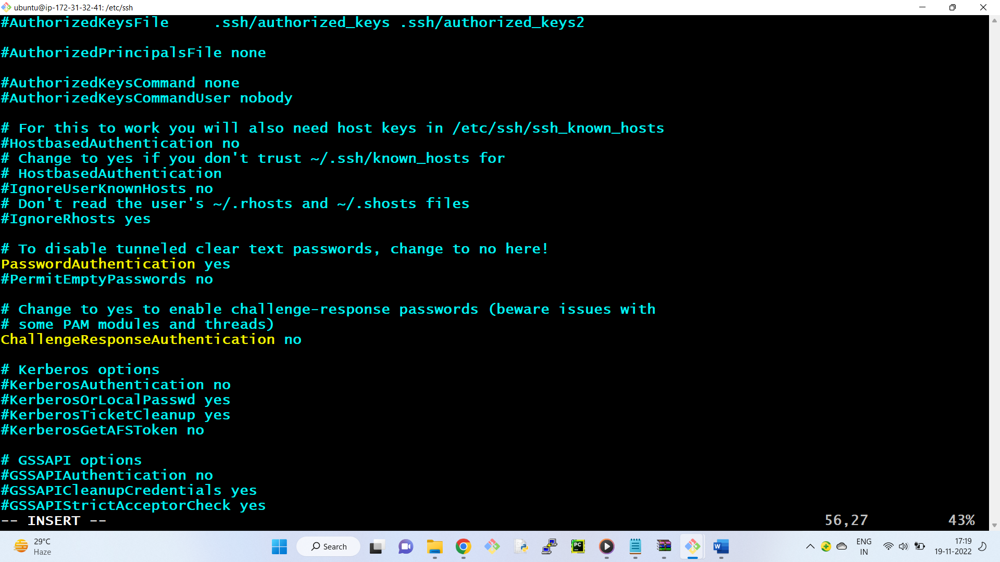 ubuntu@ip-172-31-32-41: /etc/ssh
#AuthorizedKeysFile     .ssh/authorized_keys .ssh/authorized_keys2
#AuthorizedPrincipalsFile none
#AuthorizedKeysCommand none
#AuthorizedKeysCommandUser nobody
# For this to work you will also need host keys in /etc/ssh/ssh_known_hosts
#HostbasedAuthentication no
# Change to yes if you don't trust ~/.ssh/known_hosts for
# HostbasedAuthentication
#IgnoreUserKnownHosts no
# Don't read the user's ~/.rhosts and ~/.shosts files
#IgnoreRhosts yes
# To disable tunneled clear text passwords, change to no here!
PasswordAuthentication yes
#PermitEmptyPasswords no
# Change to yes to enable challenge-response passwords (beware issues with
# some PAM modules and threads)
ChallengeResponseAuthentication no
# Kerberos options
#KerberosAuthentication no
#KerberosOrLocalPasswd yes
#KerberosTicketCleanup yes
#KerberosGetAFSToken no
# GSSAPI options
#GSSAPIAuthentication no
#GSSAPICleanupCredentials yes
#GSSAPIStrictAcceptorCheck yes
-- INSERT --                    56,27    43%
29°C
Haze
Search
PC
W
ENG
IN
17:19
19-11-2022